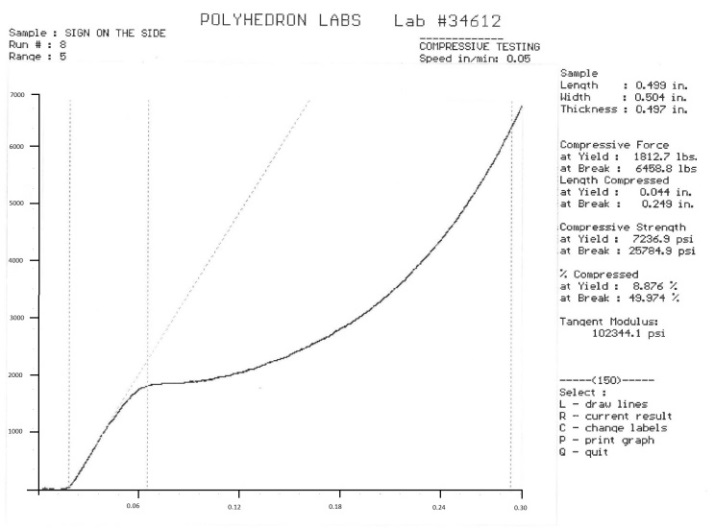 POLYHEDRON LABS Lab #34612
Sample : SIGN ON THE SIDE
Run # : 8
Range : 5
COMPRESSIVE TESTING
Speed in/min: 0.05
Sample
Length : 0.499 in.
Width : 0.504 in.
Thickness : 0.497 in.
Compressive Force
at Yield : 1812.7 lbs.
at Break : 6458.8 lbs
Length Compressed
at Yield : 0.044 in.
at Break : 0.249 in.
Compressive Strength
at Yield : 7236.9 psi
at Break : 25784.9 psi
% Compressed
at Yield : 8.876 %
at Break : 49.974 %
Tangent Modulus:
102344.1 psi
-----(150)-----
Select :
L - draw lines
R - current result
C - change labels
P - print graph
Q - quit
7000
6000
5000
4000
3000
2000
1000
0.06 0.12 0.18 0.24 0.30